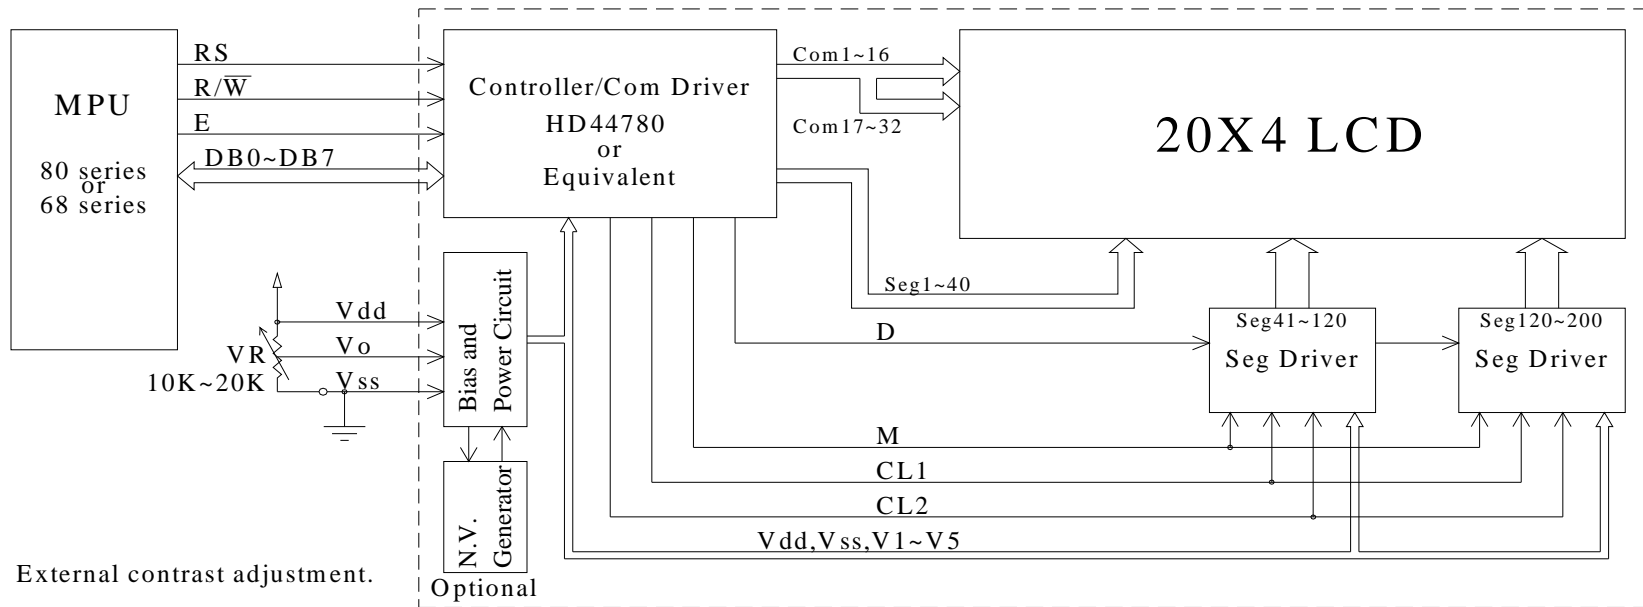 MPU
80 series
or
68 series
RS
R/W̅
E
DB0~DB7
Controller/Com Driver
HD44780
or
Equivalent
Com1~16
Com17~32
20X4 LCD
Seg1~40
D
Seg41~120
Seg Driver
Seg120~200
Seg Driver
Vdd
Vo
Vss
VR
10K~20K
Bias and
Power Circuit
M
CL1
CL2
Vdd,Vss,V1~V5
N.V.
Generator
Optional
External contrast adjustment.